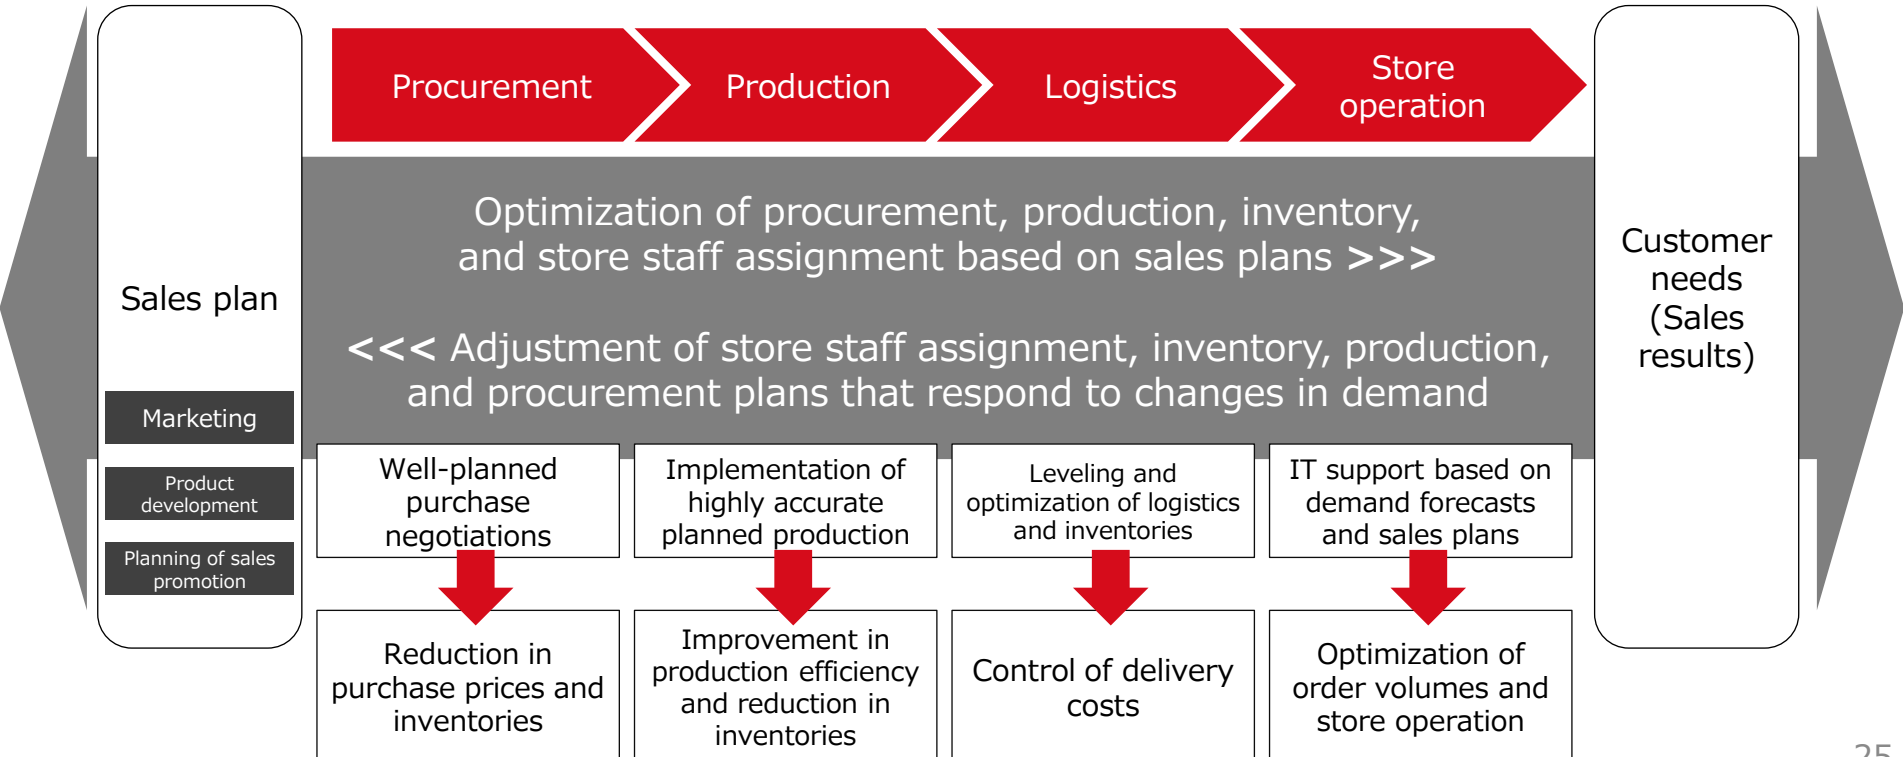 Procurement
Production
Logistics
Store
operation
Optimization of procurement, production, inventory,
and store staff assignment based on sales plans >>>
<<< Adjustment of store staff assignment, inventory, production,
and procurement plans that respond to changes in demand
Sales plan
Marketing
Product
development
Planning of sales
promotion
Customer
needs
(Sales
results)
Well-planned
purchase
negotiations
Implementation of
highly accurate
planned production
Leveling and
optimization of logistics
and inventories
IT support based on
demand forecasts
and sales plans
Reduction in
purchase prices and
inventories
Improvement in
production efficiency
and reduction in
inventories
Control of delivery
costs
Optimization of
order volumes and
store operation
25